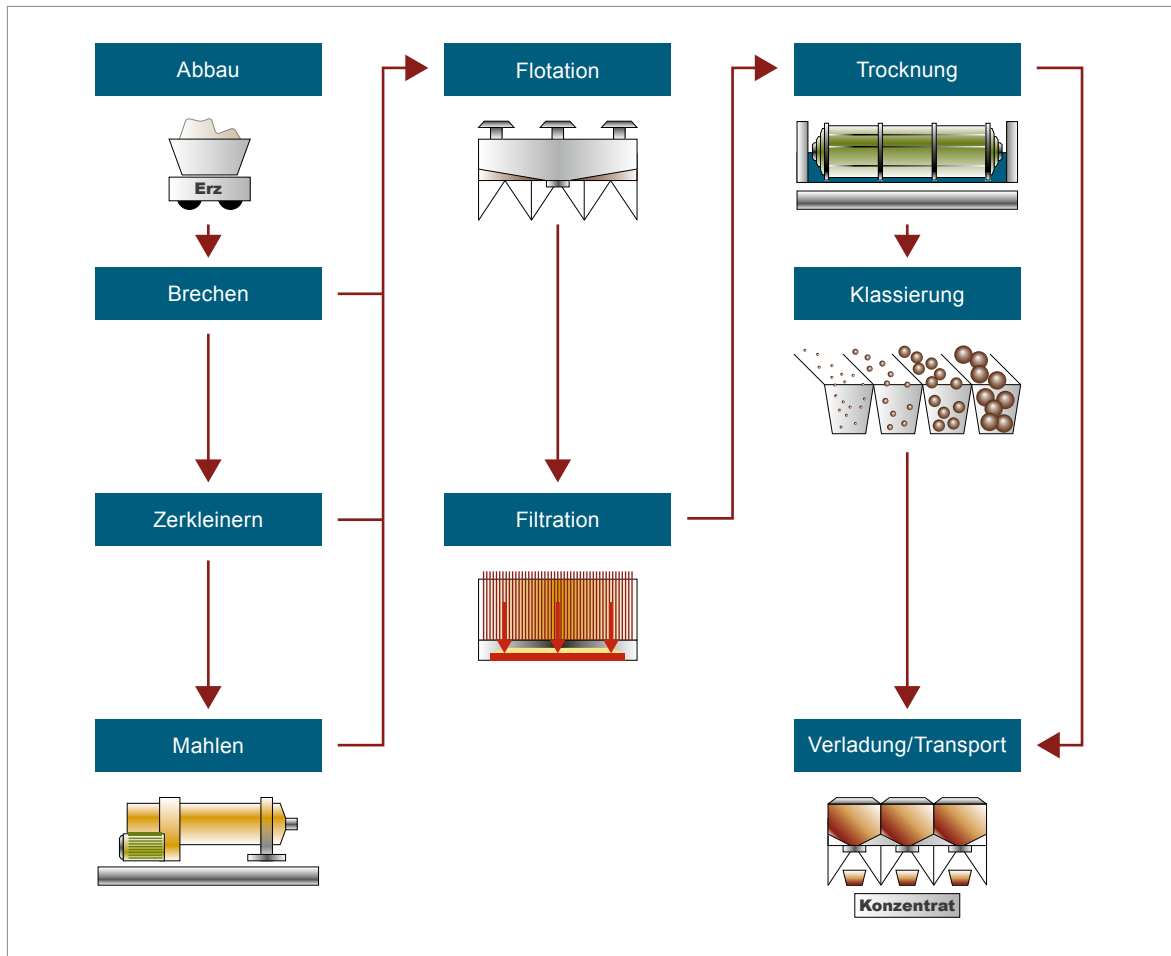 Abbau
Erz
Brechen
Zerkleinern
Mahlen
Flotation
Filtration
Trocknung
Klassierung
Verladung/Transport
Konzentrat